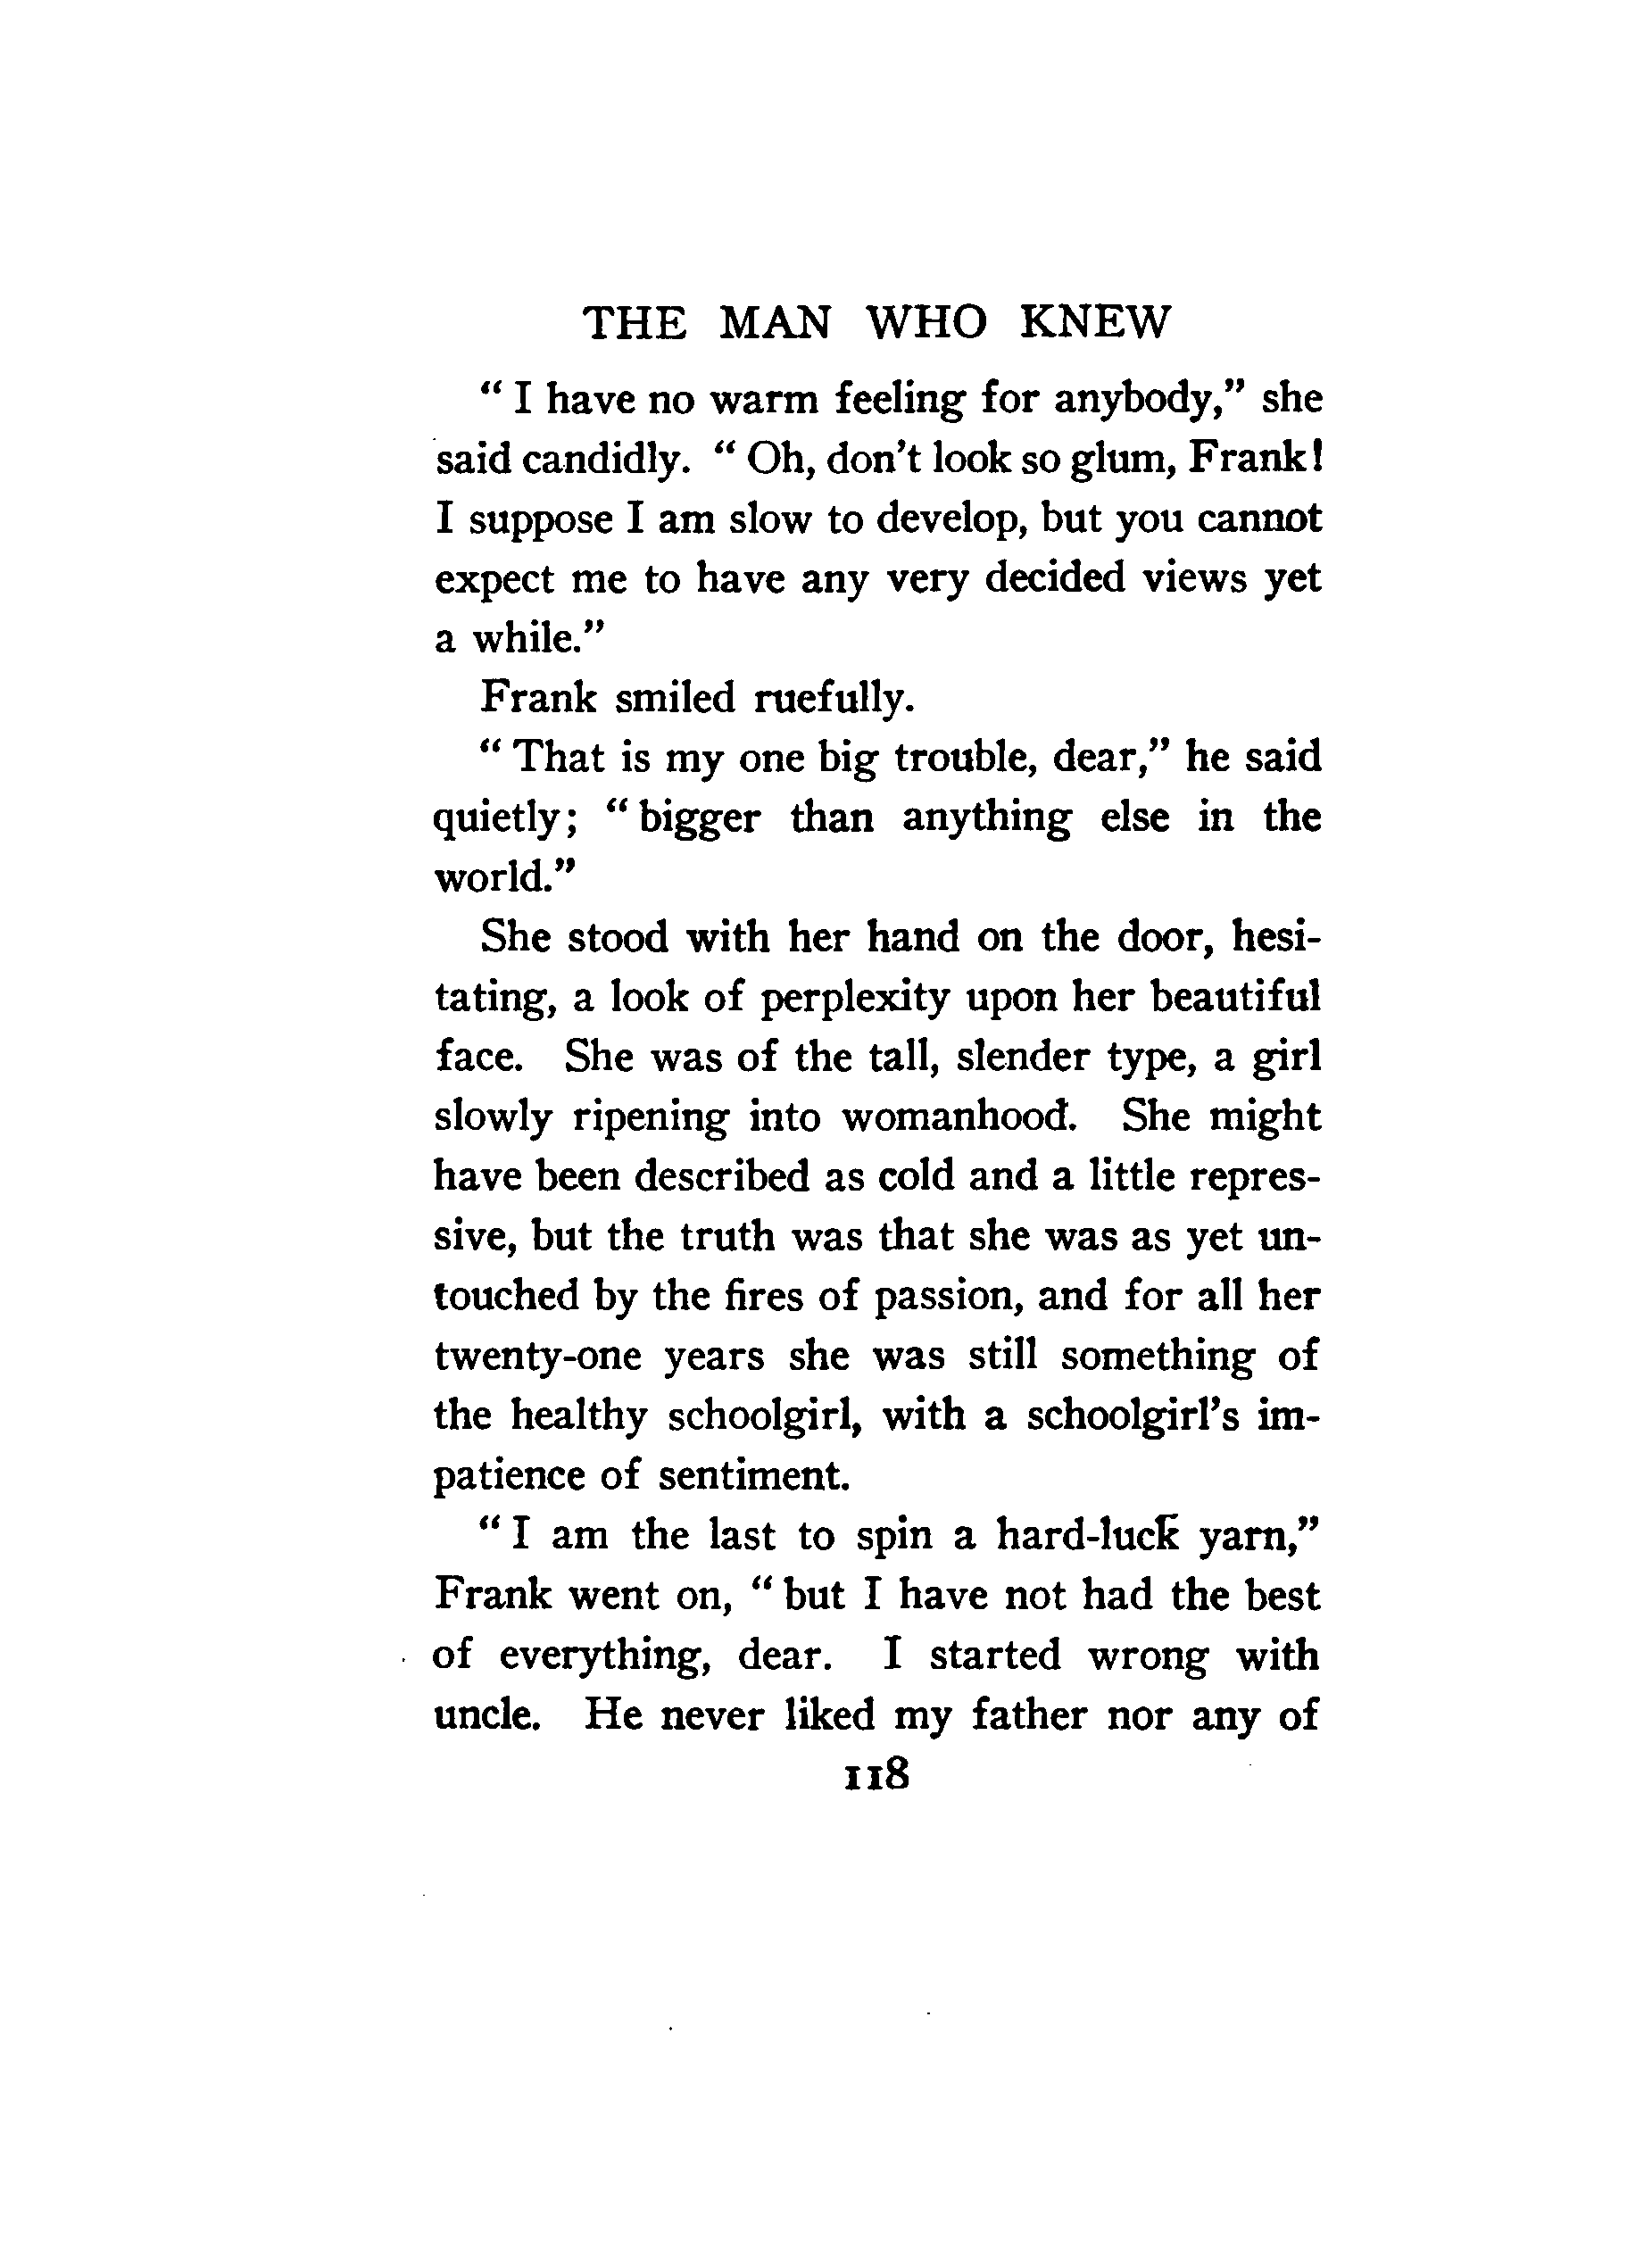 THE MAN WHO KNEW
“ I have no warm feeling for anybody,” she
said candidly. “ Oh, don't look so glum, Frank!
I suppose I am slow to develop, but you cannot
expect me to have any very decided views yet
a while.”
Frank smiled ruefully.
“ That is my one big trouble, dear,” he said
quietly; “ bigger than anything else in the
world.”
She stood with her hand on the door, hesi-
tating, a look of perplexity upon her beautiful
face. She was of the tall, slender type, a girl
slowly ripening into womanhood. She might
have been described as cold and a little repres-
sive, but the truth was that she was as yet un-
touched by the fires of passion, and for all her
twenty-one years she was still something of
the healthy schoolgirl, with a schoolgirl's im-
patience of sentiment.
“ I am the last to spin a hard-luck yarn,”
Frank went on, “ but I have not had the best
of everything, dear. I started wrong with
uncle. He never liked my father nor any of
118